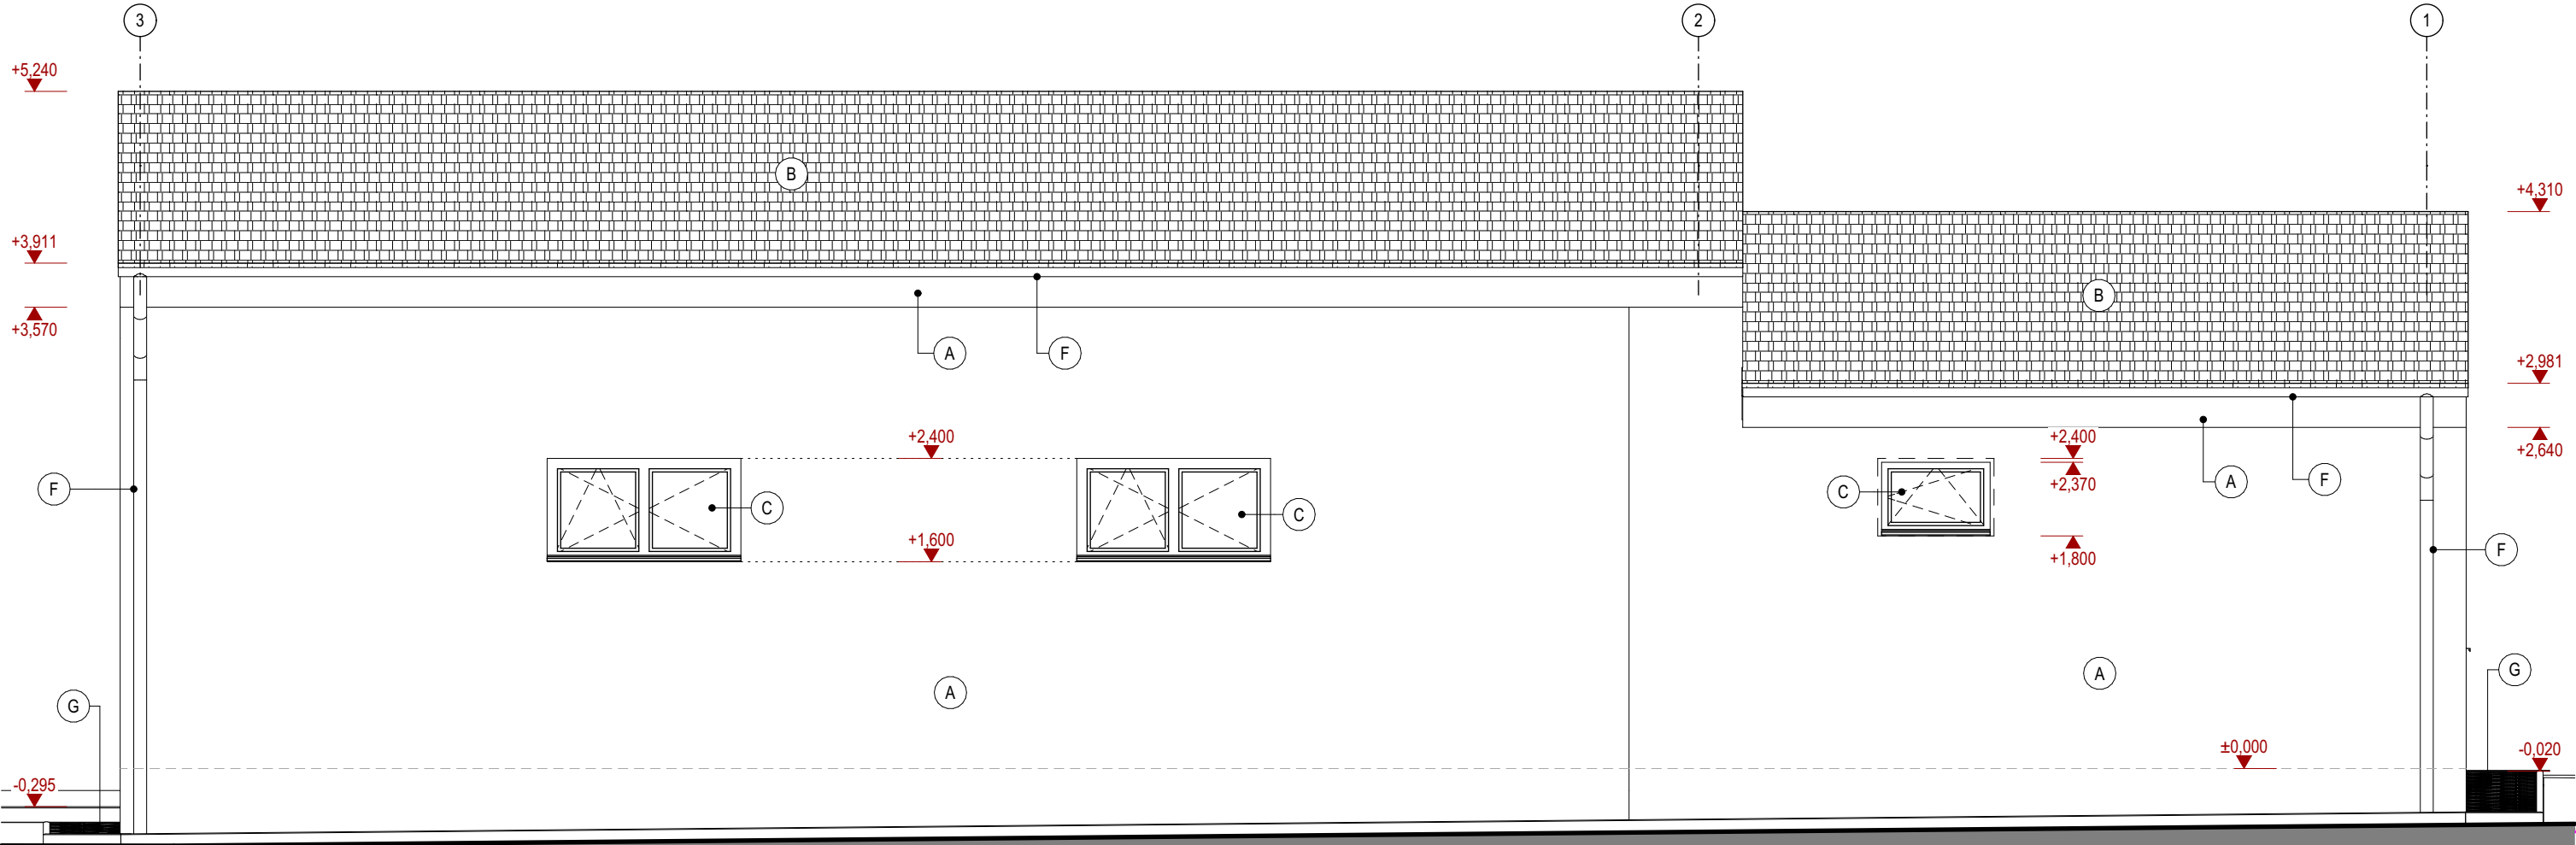 3
2
1
+5,240
B
+4,310
+3,911
B
+3,570
A
F
+2,981
+2,400
+2,400
+2,640
F
C
C
C
+2,370
A
F
+1,600
+1,800
F
A
A
G
G
±0,000
-0,020
-0,295